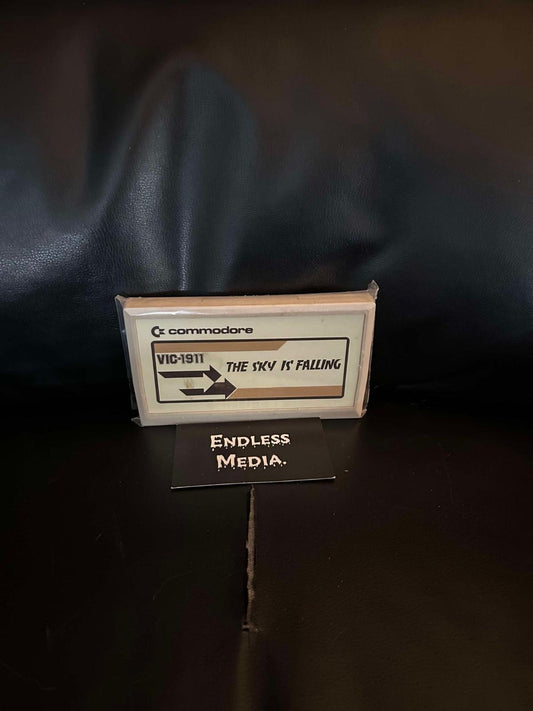 commodore
VIC-1911
THE SKY IS FALLING
ENDLESS
MEDIA.